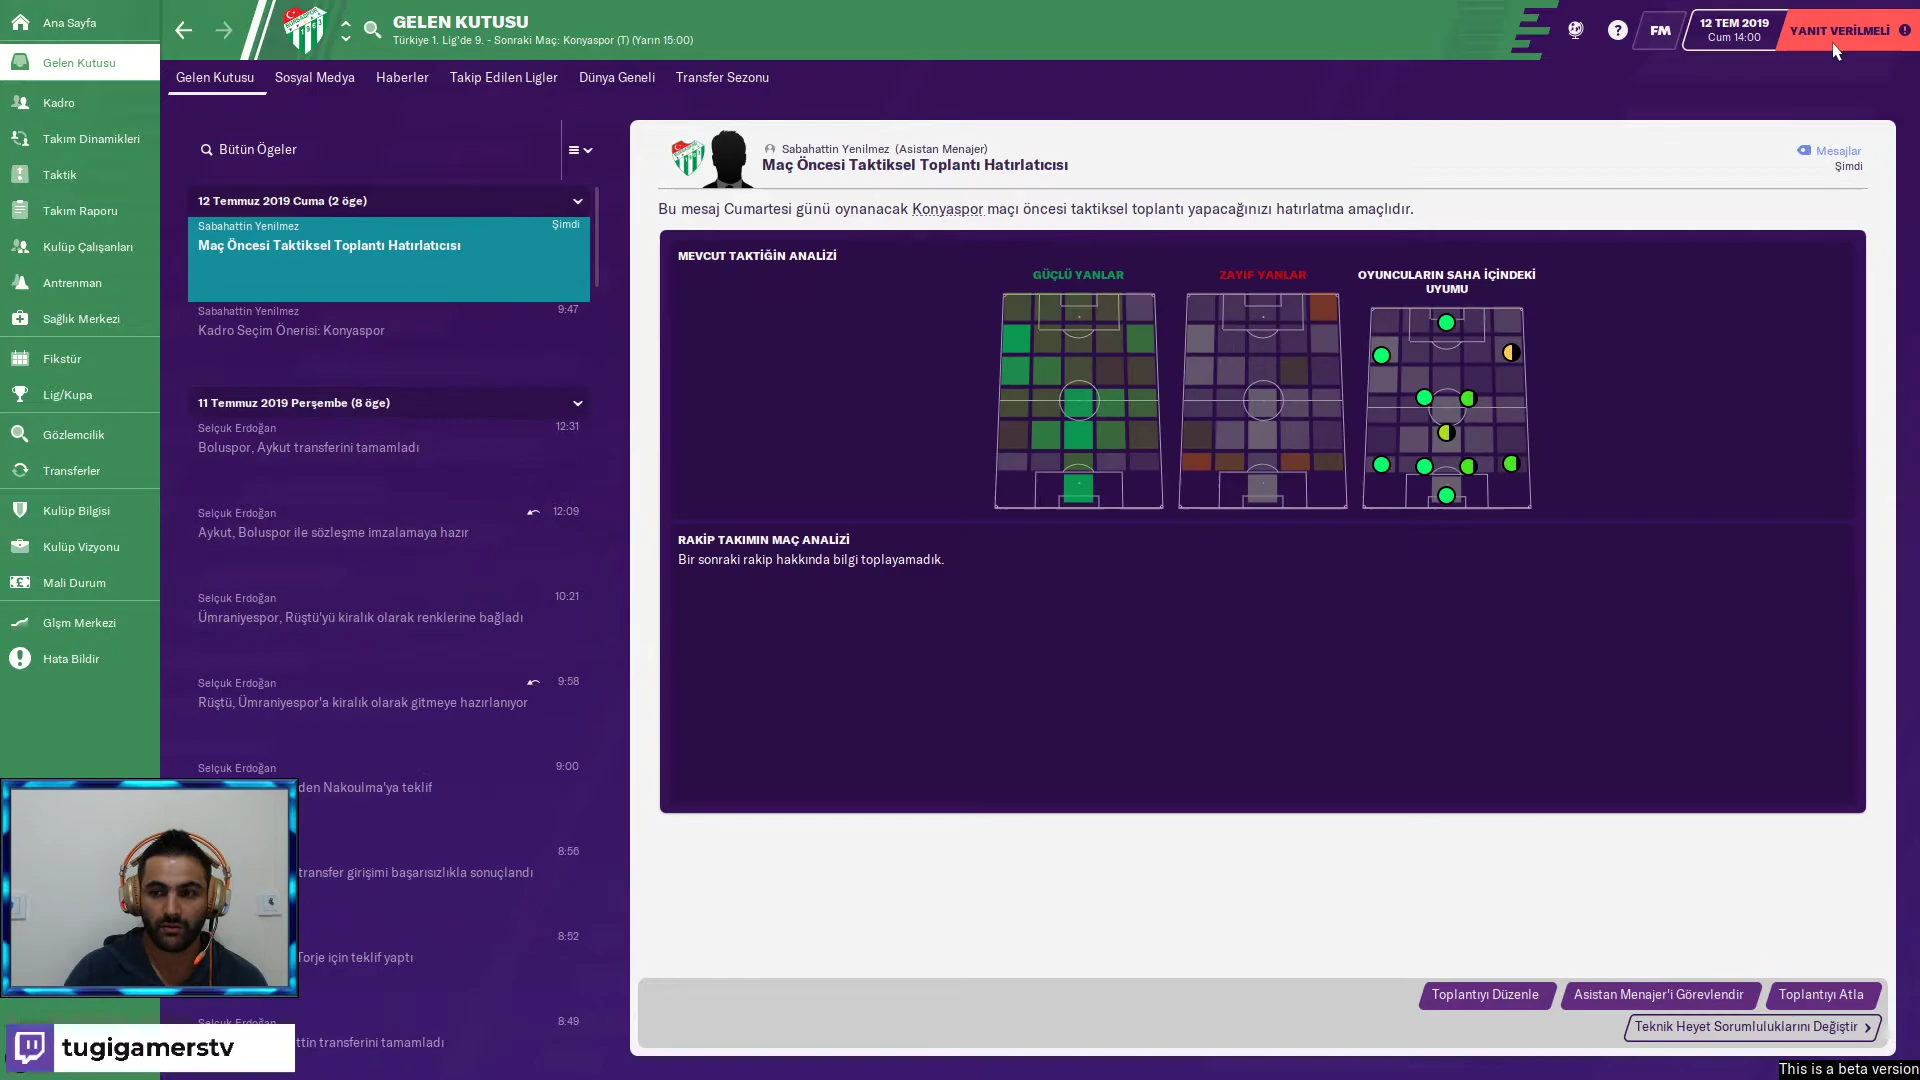 Ana Sayfa
Gelen Kutusu
Kadro
Takım Dinamikleri
Taktik
Takım Raporu
Kulüp Çalışanları
Antrenman
Sağlık Merkezi
Fikstür
Lig/Kupa
Gözlemcilik
Transferler
Kulüp Bilgisi
Kulüp Vizyonu
Mali Durum
Glşm Merkezi
Hata Bildir
GELEN KUTUSU
Türkiye 1. Lig'de 9. - Sonraki Maç: Konyaspor (T) (Yarın 15:00)
FM
12 TEM 2019
Cum 14:00
YANIT VERİLMELİ
Gelen Kutusu
Sosyal Medya
Haberler
Takip Edilen Ligler
Dünya Geneli
Transfer Sezonu
Bütün Ögeler
12 Temmuz 2019 Cuma (2 öge)
Sabahattin Yenilmez
Şimdi
Maç Öncesi Taktiksel Toplantı Hatırlatıcısı
Sabahattin Yenilmez
9:47
Kadro Seçim Önerisi: Konyaspor
11 Temmuz 2019 Perşembe (8 öge)
Selçuk Erdoğan
12:31
Boluspor, Aykut transferini tamamladı
Selçuk Erdoğan
12:09
Aykut, Boluspor ile sözleşme imzalamaya hazır
Selçuk Erdoğan
10:21
Ümraniyespor, Rüştü'yü kiralık olarak renklerine bağladı
Selçuk Erdoğan
9:58
Rüştü, Ümraniyespor'a kiralık olarak gitmeye hazırlanıyor
Selçuk Erdoğan
9:00
den Nakoulma'ya teklif
8:56
transfer girişimi başarısızlıkla sonuçlandı
8:52
Torje için teklif yaptı
Selçuk Erdoğan
8:49
ttin transferini tamamladı
Sabahattin Yenilmez (Asistan Menajer)
Maç Öncesi Taktiksel Toplantı Hatırlatıcısı
Mesajlar
Şimdi
Bu mesaj Cumartesi günü oynanacak Konyaspor maçı öncesi taktiksel toplantı yapacağınızı hatırlatma amaçlıdır.
MEVCUT TAKTİĞİN ANALİZİ
GÜÇLÜ YANLAR
ZAYIF YANLAR
OYUNCULARIN SAHA İÇİNDEKİ
UYUMU
RAKİP TAKIMIN MAÇ ANALİZİ
Bir sonraki rakip hakkında bilgi toplayamadık.
Toplantıyı Düzenle
Asistan Menajer'i Görevlendir
Toplantıyı Atla
Teknik Heyet Sorumluluklarını Değiştir
tugigamerstv
This is a beta version